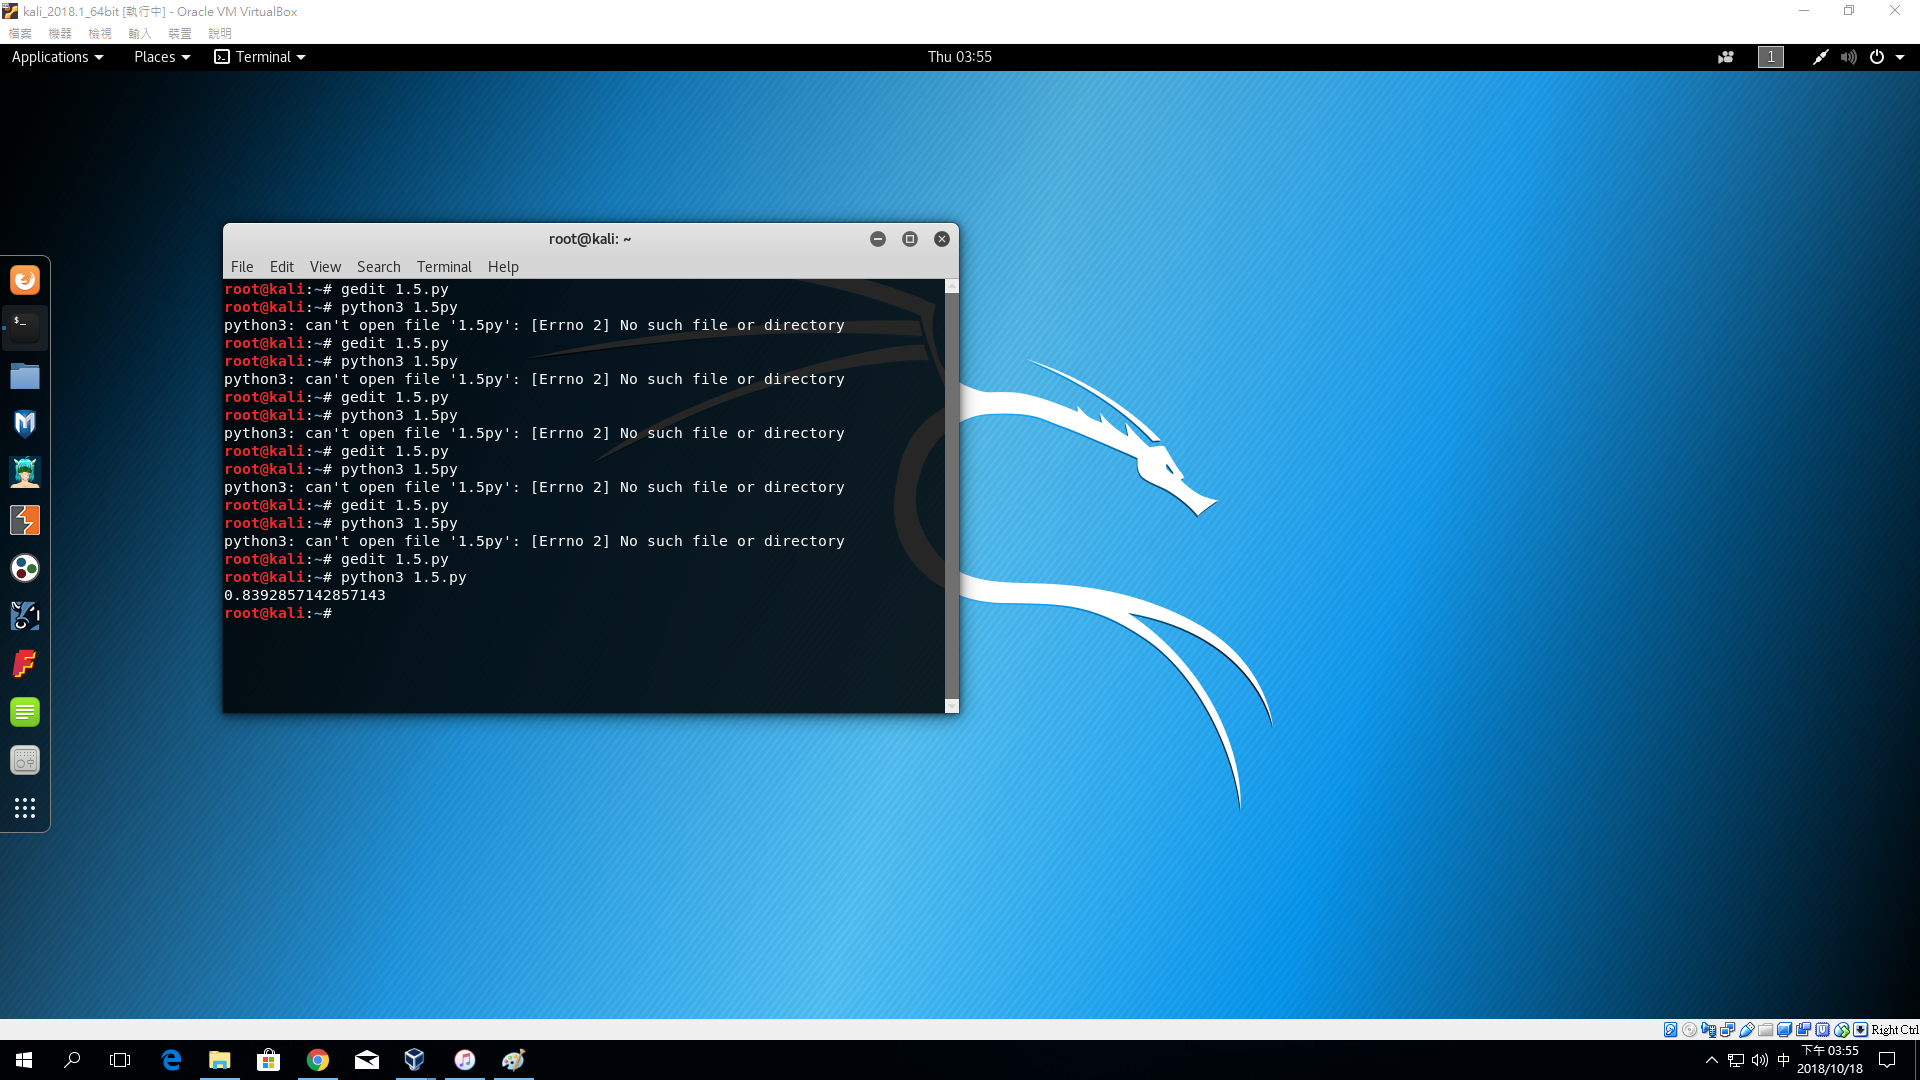 kali_2018.1_64bit [執行中] - Oracle VM VirtualBox
檔案 機器 檢視 輸入 裝置 說明
Applications Places Terminal Thu 03:55 1
root@kali: ~
File Edit View Search Terminal Help
root@kali:~# gedit 1.5.py
root@kali:~# python3 1.5py
python3: can't open file '1.5py': [Errno 2] No such file or directory
root@kali:~# gedit 1.5.py
root@kali:~# python3 1.5py
python3: can't open file '1.5py': [Errno 2] No such file or directory
root@kali:~# gedit 1.5.py
root@kali:~# python3 1.5py
python3: can't open file '1.5py': [Errno 2] No such file or directory
root@kali:~# gedit 1.5.py
root@kali:~# python3 1.5py
python3: can't open file '1.5py': [Errno 2] No such file or directory
root@kali:~# gedit 1.5.py
root@kali:~# python3 1.5py
python3: can't open file '1.5py': [Errno 2] No such file or directory
root@kali:~# gedit 1.5.py
root@kali:~# python3 1.5.py
0.8392857142857143
root@kali:~#
Right Ctrl
中 下午 03:55
2018/10/18